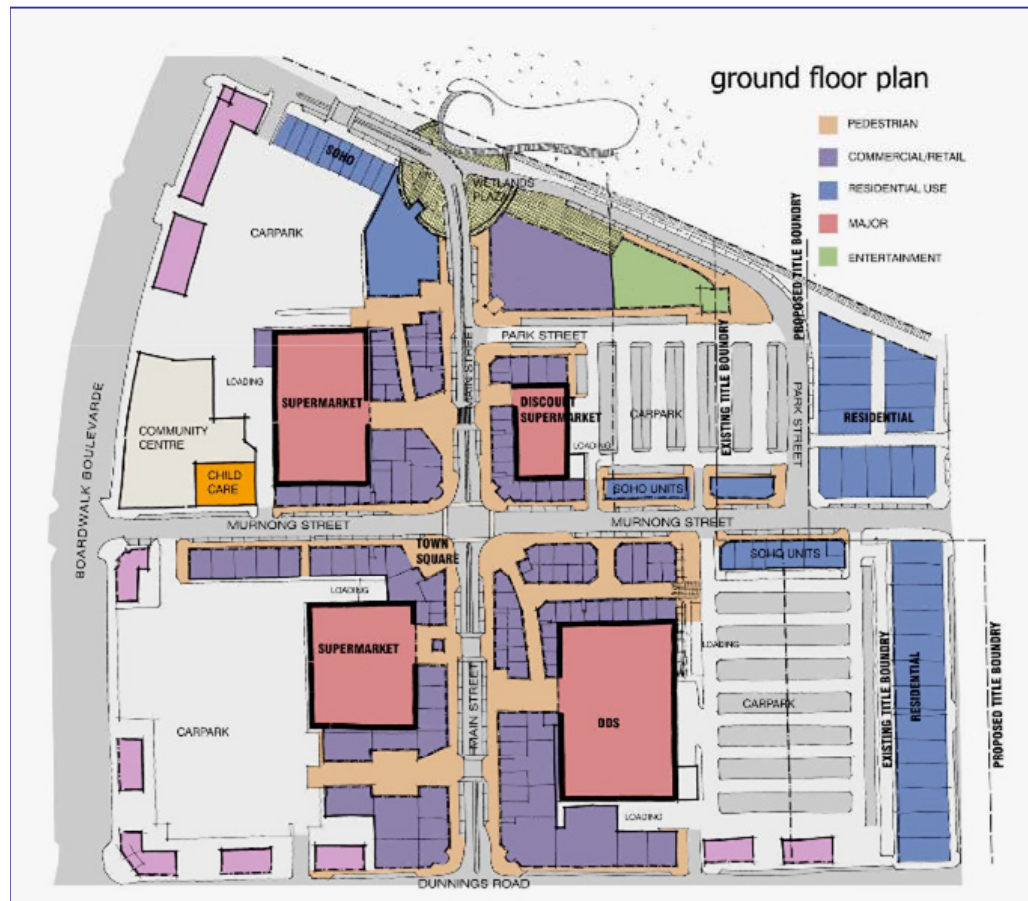 ground floor plan
PEDESTRIAN
COMMERCIAL/RETAIL
RESIDENTIAL USE
MAJOR
ENTERTAINMENT
SOHO
WETLANDS
PLAZA
CARPARK
PROPOSED TITLE BOUNDRY
MAIN STREET
PARK STREET
EXISTING TITLE BOUNDRY
LOADING
SUPERMARKET
DISCOUNT
SUPERMARKET
CARPARK
PARK STREET
RESIDENTIAL
BOARDWALK BOULEVARDE
COMMUNITY
CENTRE
CHILD
CARE
LOADING
SOHO UNITS
MURNONG STREET
MURNONG STREET
TOWN
SQUARE
SOHO UNITS
LOADING
SUPERMARKET
LOADING
MAIN STREET
DDS
CARPARK
CARPARK
EXISTING TITLE BOUNDRY
RESIDENTIAL
PROPOSED TITLE BOUNDRY
LOADING
DUNNINGS ROAD